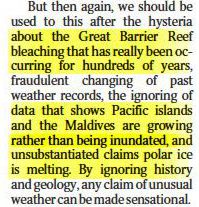 But then again, we should be
used to this after the hysteria
about the Great Barrier Reef
bleaching that has really been oc-
curring for hundreds of years,
fraudulent changing of past
weather records, the ignoring of
data that shows Pacific islands
and the Maldives are growing
rather than being inundated, and
unsubstantiated claims polar ice
is melting. By ignoring history
and geology, any claim of unusual
weather can be made sensational.